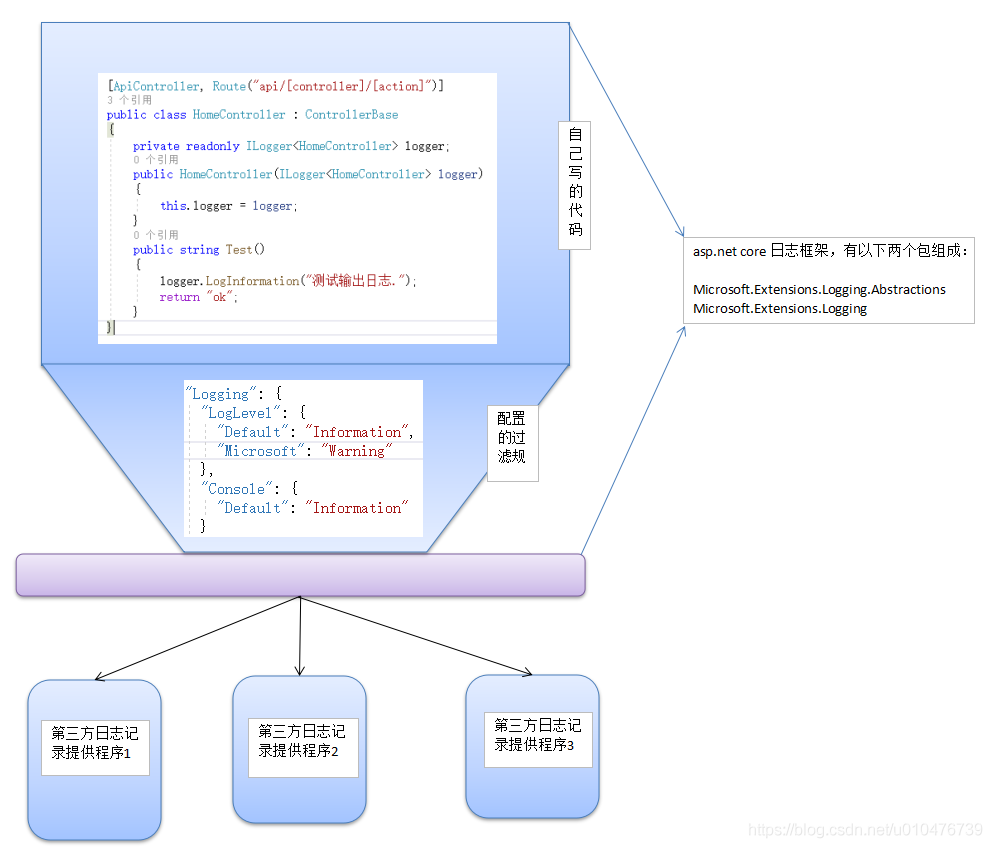 [ApiController, Route("api/[controller]/[action]")]
3 个引用
public class HomeController : ControllerBase
{
private readonly ILogger<HomeController> logger;
0 个引用
public HomeController(ILogger<HomeController> logger)
{
this.logger = logger;
}
0 个引用
public string Test()
{
logger.LogInformation("测试输出日志.");
return "ok";
}
}
自己写的代码
asp.net core 日志框架，有以下两个包组成：
Microsoft.Extensions.Logging.Abstractions
Microsoft.Extensions.Logging
"Logging": {
"LogLevel": {
"Default": "Information",
"Microsoft": "Warning"
},
"Console": {
"Default": "Information"
}
配置
的过
滤规
第三方日志记
录提供程序1
第三方日志记
录提供程序2
第三方日志记
录提供程序3
https://blog.csdn.net/u010476739